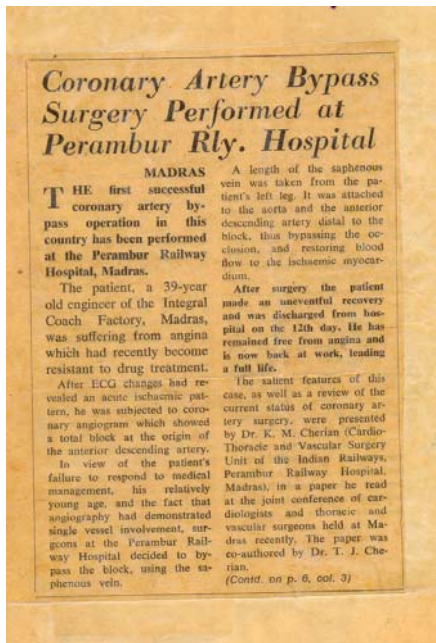 Coronary Artery Bypass
Surgery Performed at
Perambur Rly. Hospital
MADRAS
THE first successful
coronary artery by-
pass operation in this
country has been performed
at the Perambur Railway
Hospital, Madras.
The patient, a 39-year
old engineer of the Integral
Coach Factory, Madras,
was suffering from angina
which had recently become
resistant to drug treatment.
After ECG changes had re-
vealed an acute ischaemic pat-
tern, he was subjected to coro-
nary angiogram which showed
a total block at the origin of
the anterior descending artery.
In view of the patient's
failure to respond to medical
management, his relatively
young age, and the fact that
angiography had demonstrated
single vessel involvement, sur-
geons at the Perambur Rail-
way Hospital decided to by-
pass the block, using the sa-
phenous vein.
A length of the saphenous
vein was taken from the pa-
tient's left leg. It was attached
to the aorta and the anterior
descending artery distal to the
block, thus bypassing the oc-
clusion, and restoring blood
flow to the ischaemic myocar-
dium.
After surgery the patient
made an uneventful recovery
and was discharged from hos-
pital on the 12th day. He has
remained free from angina and
is now back at work, leading
a full life.
The salient features of this
case, as well as a review of the
current status of coronary ar-
tery surgery, were presented
by Dr. K. M. Cherian (Cardio-
Thoracic and Vascular Surgery
Unit of the Indian Railways,
Perambur Railway Hospital,
Madras), in a paper he read
at the joint conference of car-
diologists and thoracic and
vascular surgeons held at Ma-
dras recently. The paper was
co-authored by Dr. T. J. Che-
rian.
(Contd. on p. 6, col. 3)